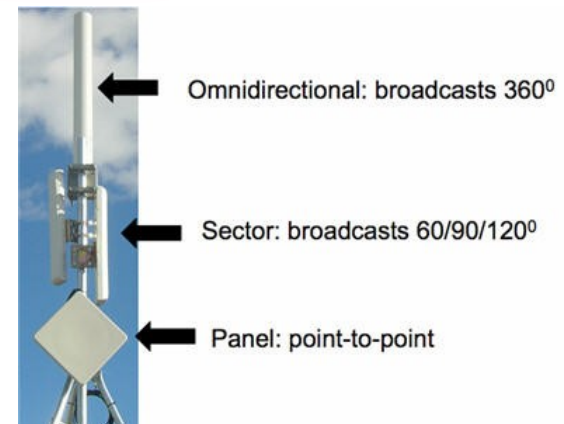 Omnidirectional: broadcasts 360⁰
Sector: broadcasts 60/90/120⁰
Panel: point-to-point